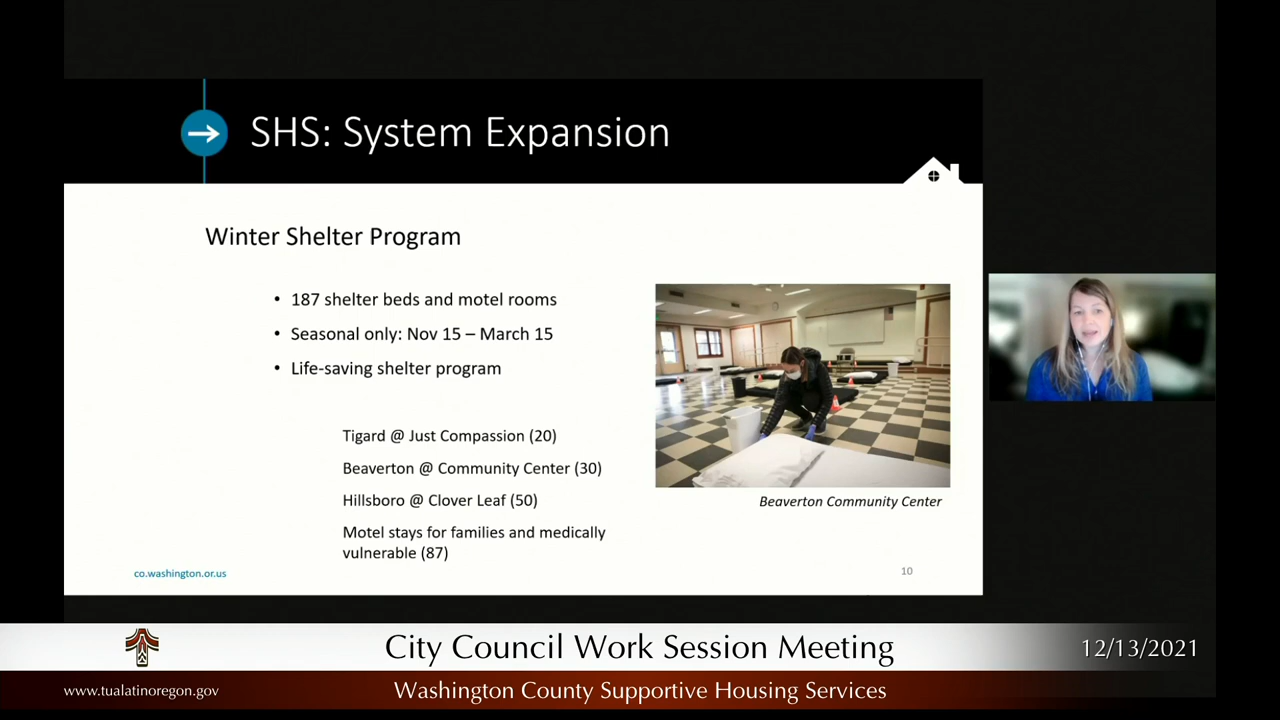 SHS: System Expansion
Winter Shelter Program
• 187 shelter beds and motel rooms
• Seasonal only: Nov 15 – March 15
• Life-saving shelter program
Tigard @ Just Compassion (20)
Beaverton @ Community Center (30)
Hillsboro @ Clover Leaf (50)
Motel stays for families and medically
vulnerable (87)
Beaverton Community Center
co.washington.or.us
10
City Council Work Session Meeting
12/13/2021
www.tualatinoregon.gov
Washington County Supportive Housing Services